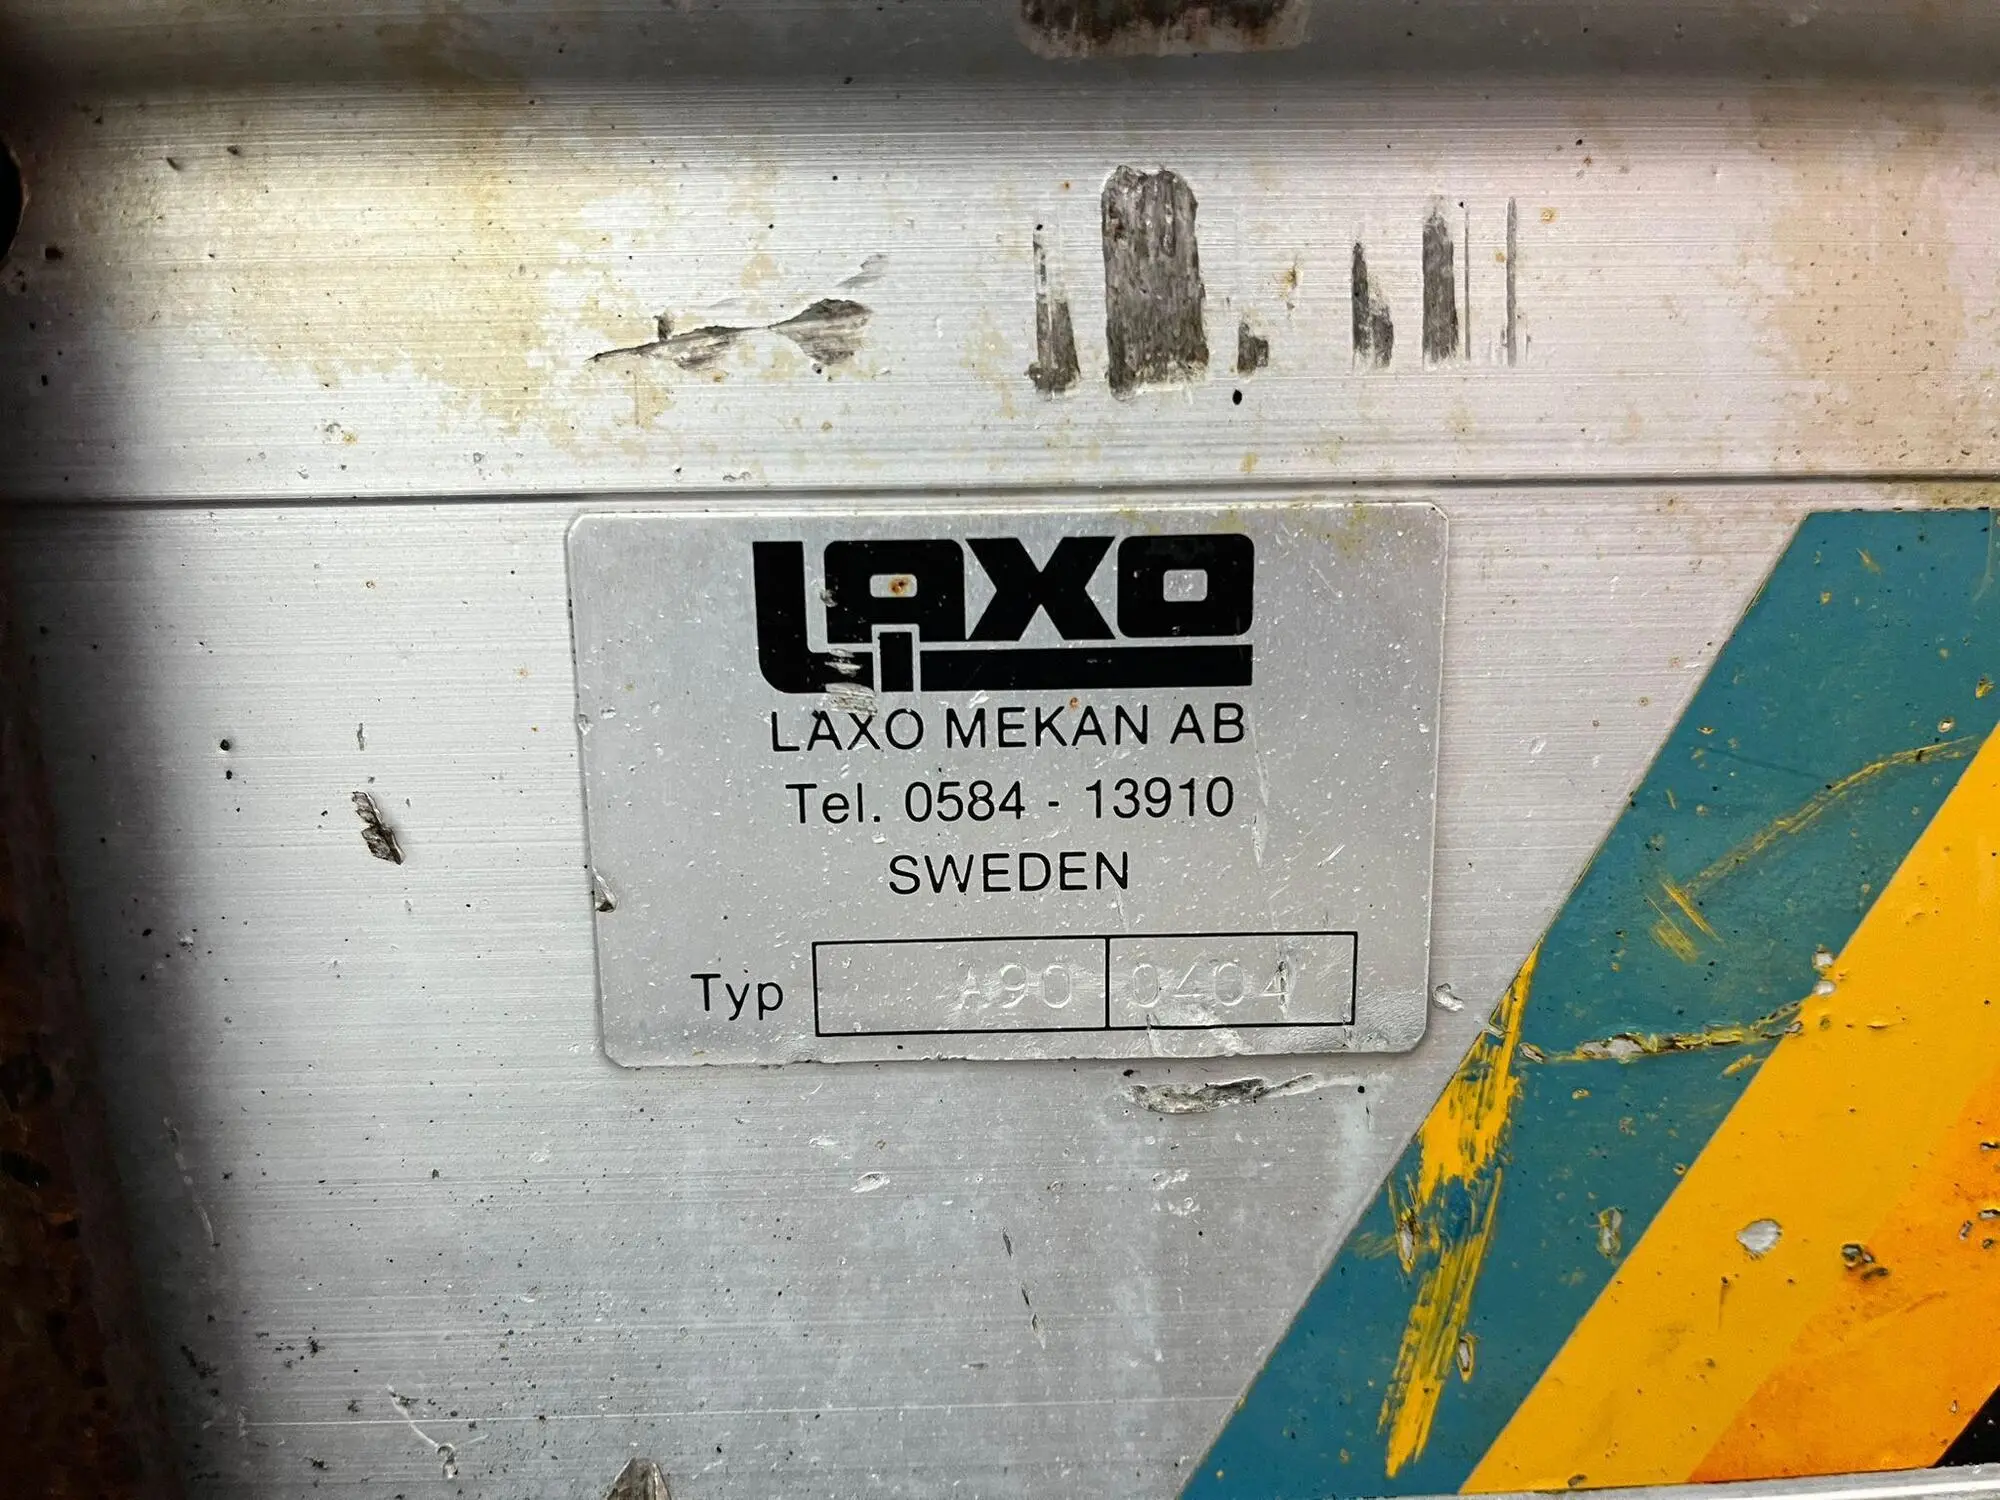 LAXO
LAXO MEKAN AB
Tel. 0584 - 13910
SWEDEN
Typ A90 0404